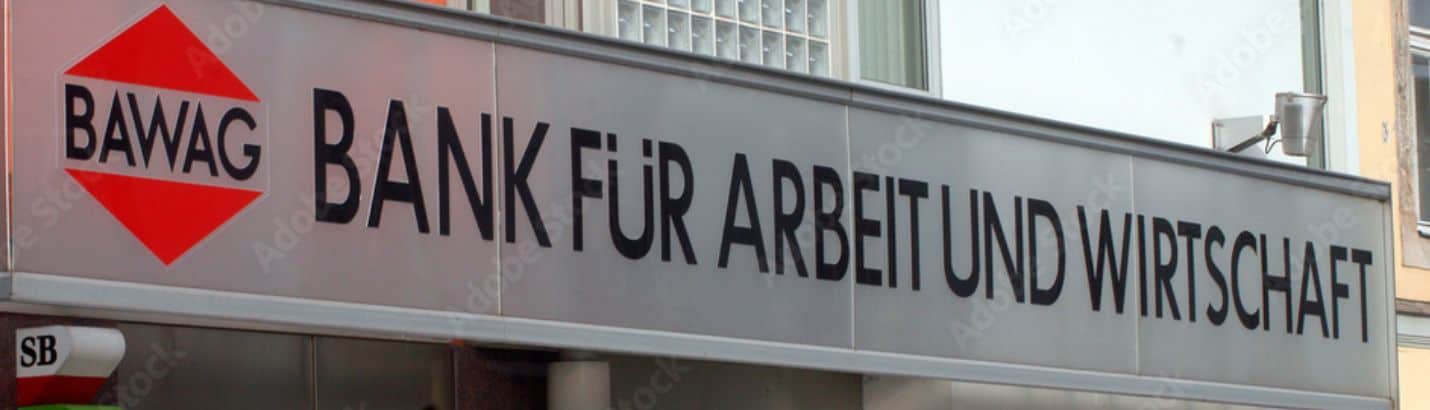 BAWAG
BANK FÜR ARBEIT UND WIRTSCHAFT
SB